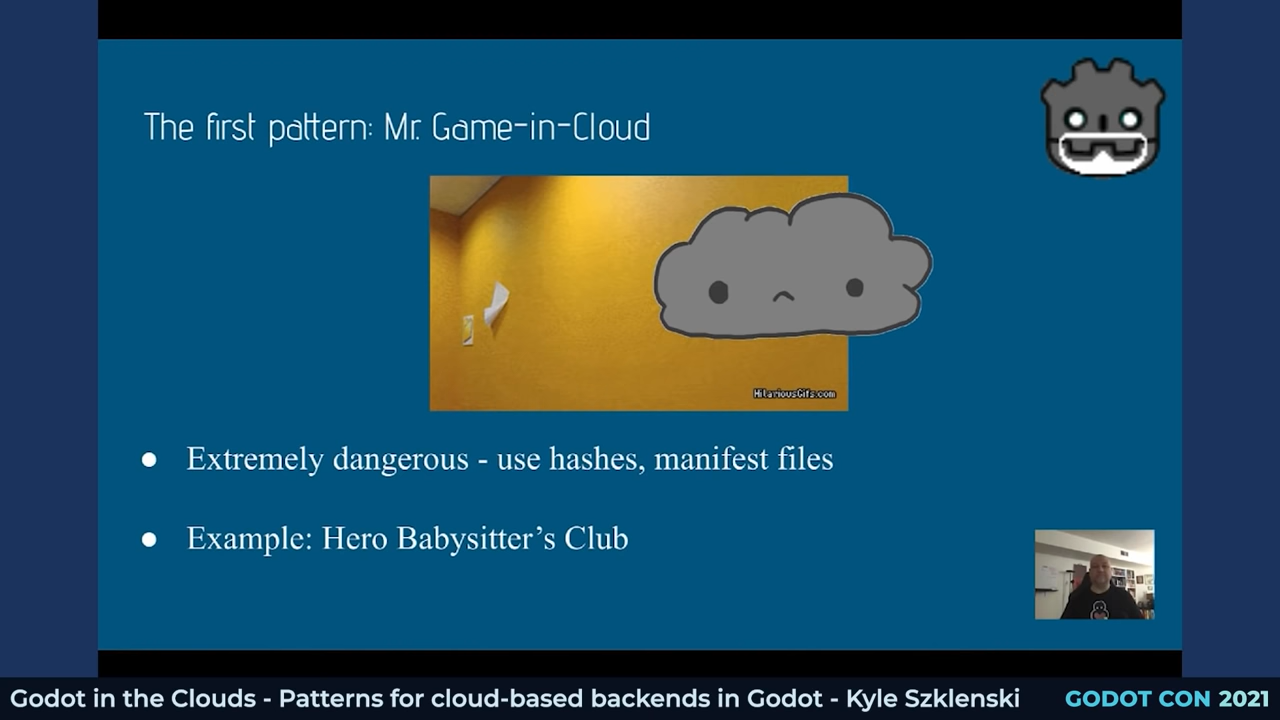 The first pattern: Mr. Game-in-Cloud
HilariousGifs.com
● Extremely dangerous - use hashes, manifest files
● Example: Hero Babysitter’s Club
Godot in the Clouds - Patterns for cloud-based backends in Godot - Kyle Szklenski
GODOT CON 2021